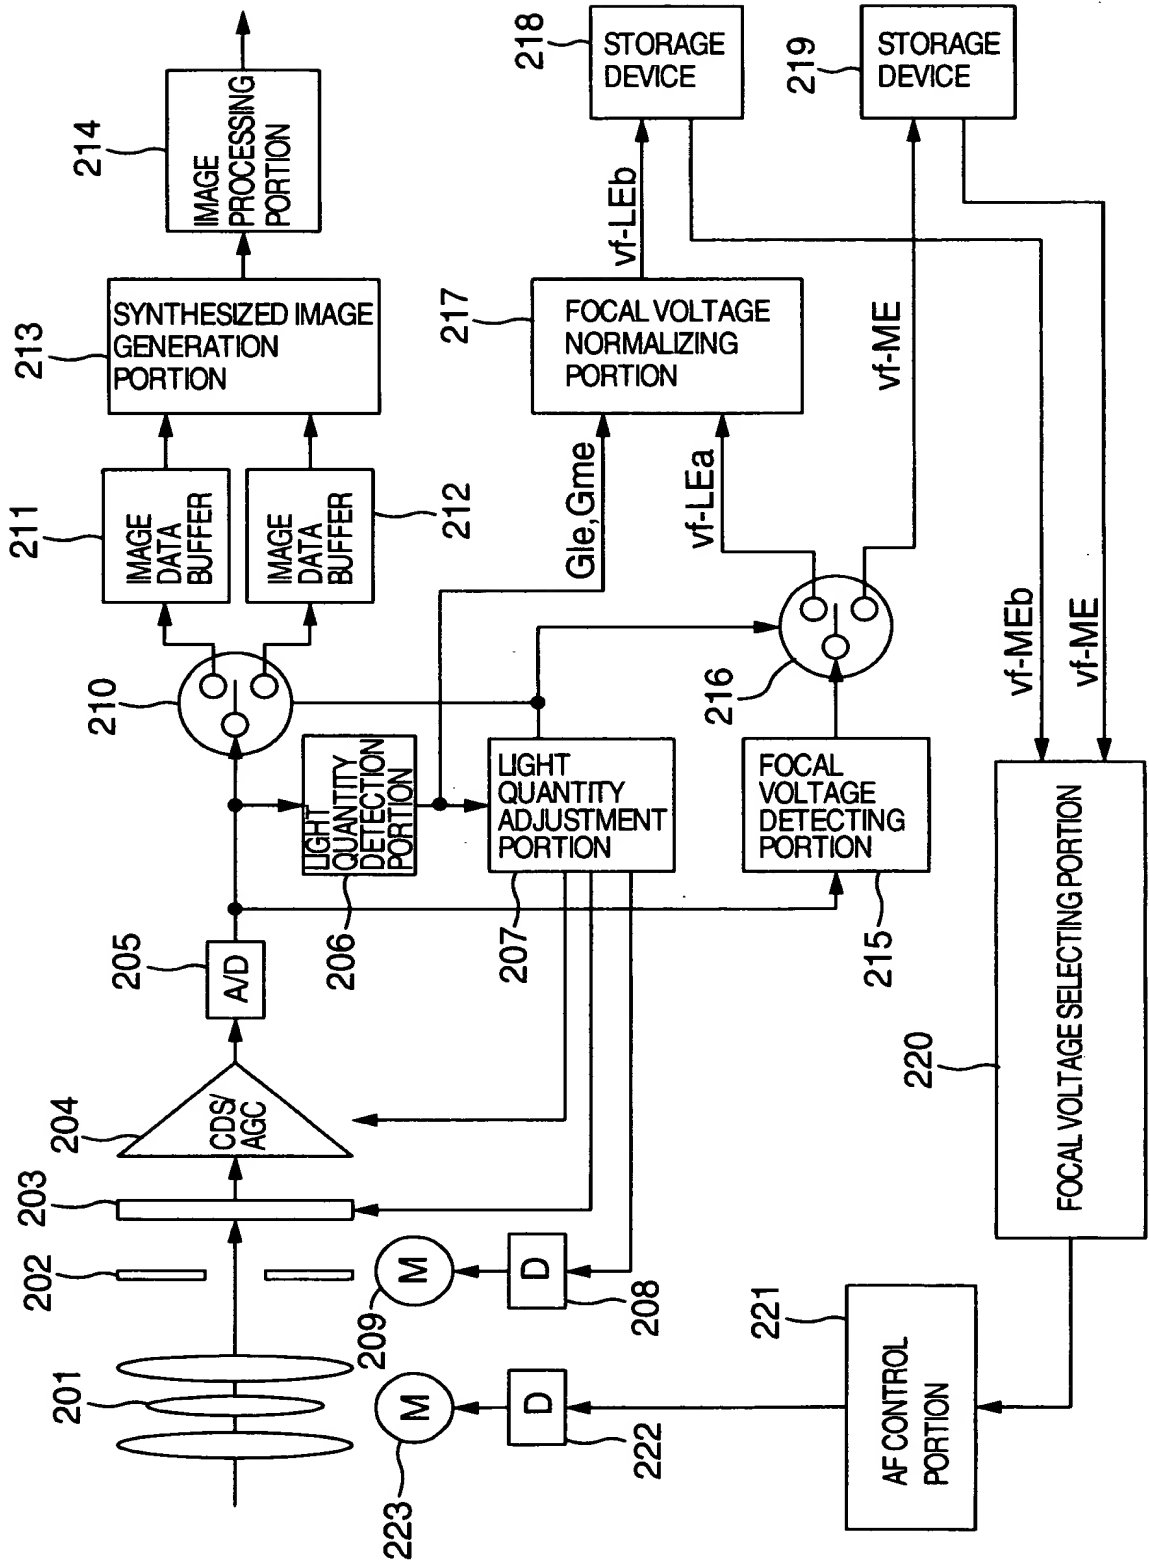 201
202
203
204
CDS/
AGC
205
A/D
206
LIGHT
QUANTITY
DETECTION
PORTION
207
LIGHT
QUANTITY
ADJUSTMENT
PORTION
208
D
209
M
210
211
IMAGE
DATA
BUFFER
212
IMAGE
DATA
BUFFER
213
SYNTHESIZED IMAGE
GENERATION
PORTION
214
IMAGE
PROCESSING
PORTION
215
FOCAL
VOLTAGE
DETECTING
PORTION
216
Gle,Gme
vf-LEa
217
FOCAL VOLTAGE
NORMALIZING
PORTION
vf-LEb
vf-ME
218
STORAGE
DEVICE
219
STORAGE
DEVICE
vf-MEb
vf-ME
220
FOCAL VOLTAGE SELECTING PORTION
221
AF CONTROL
PORTION
222
D
223
M